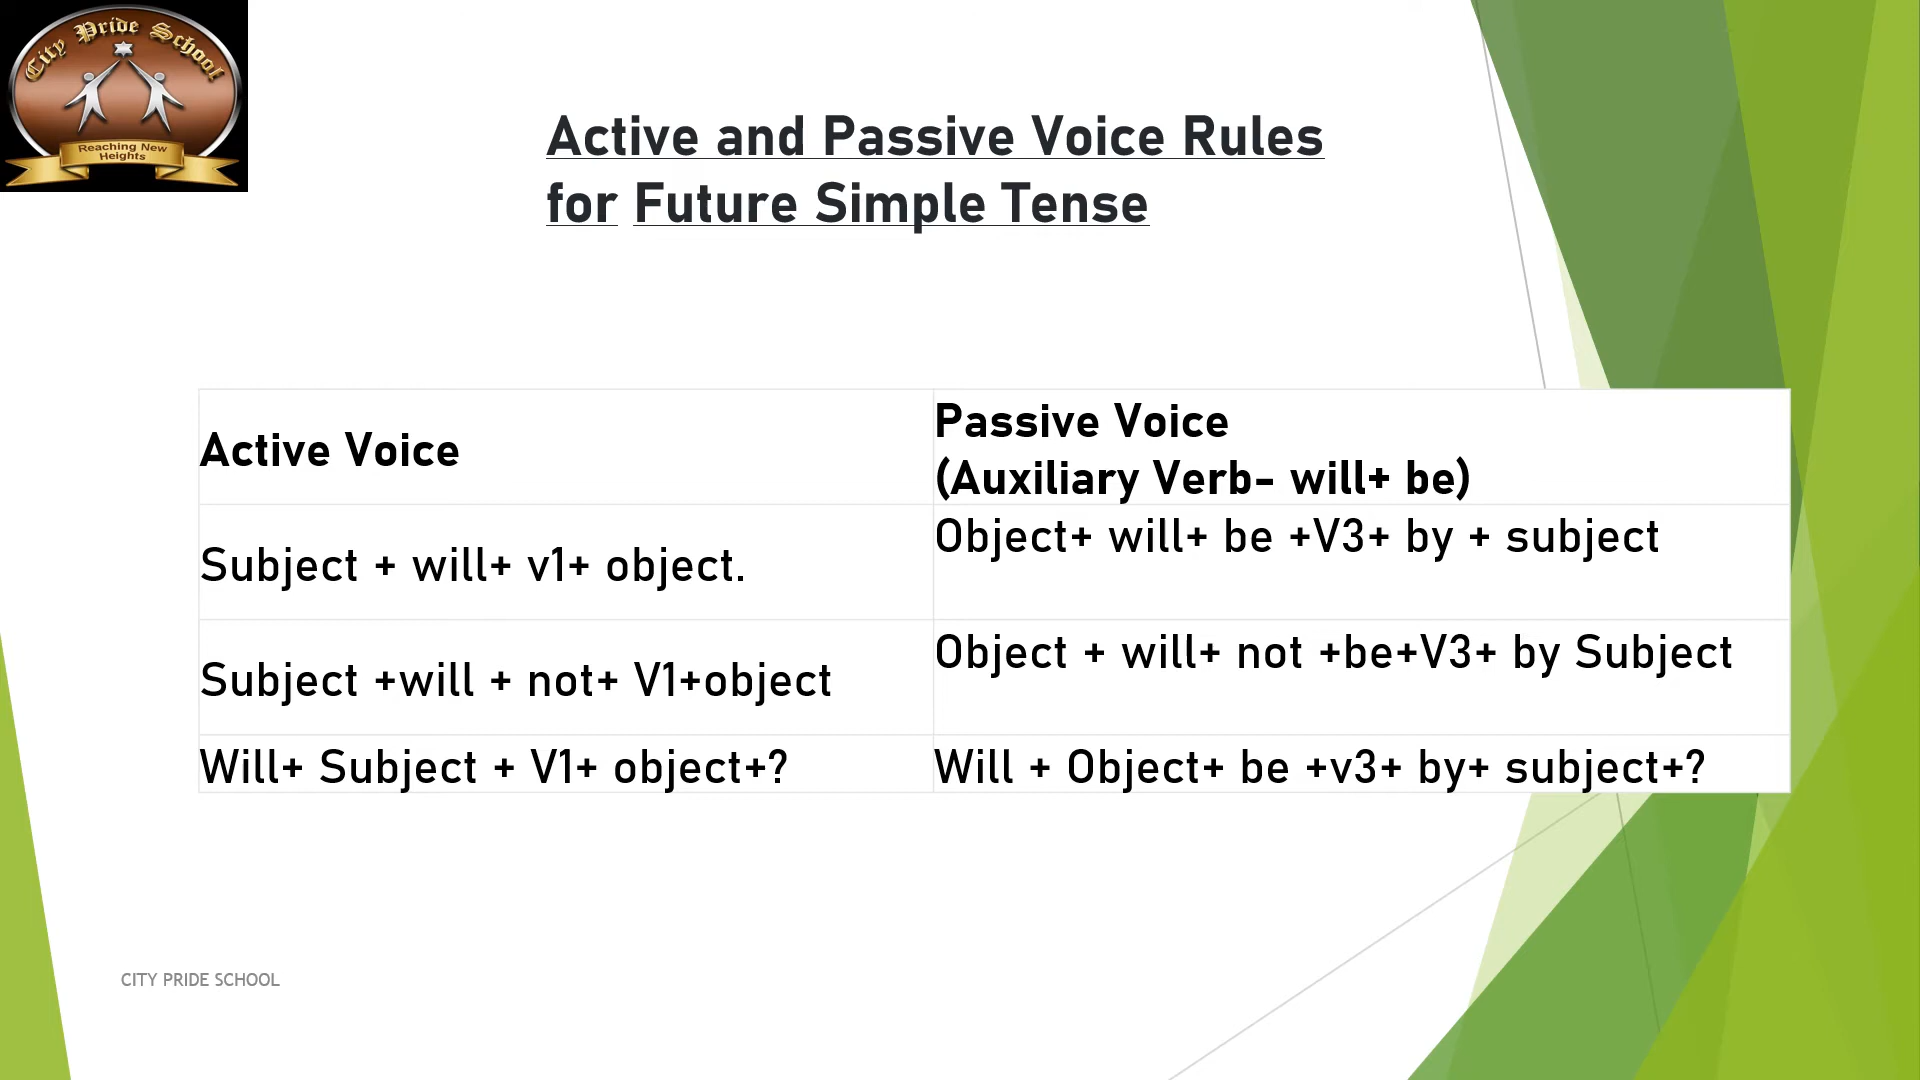 City Pride School
Reaching New
Heights
Active and Passive Voice Rules
for Future Simple Tense
Active Voice
Passive Voice
(Auxiliary Verb- will+ be)
Subject + will+ v1+ object.
Object+ will+ be +V3+ by + subject
Subject +will + not+ V1+object
Object + will+ not +be+V3+ by Subject
Will+ Subject + V1+ object+?
Will + Object+ be +v3+ by+ subject+?
CITY PRIDE SCHOOL